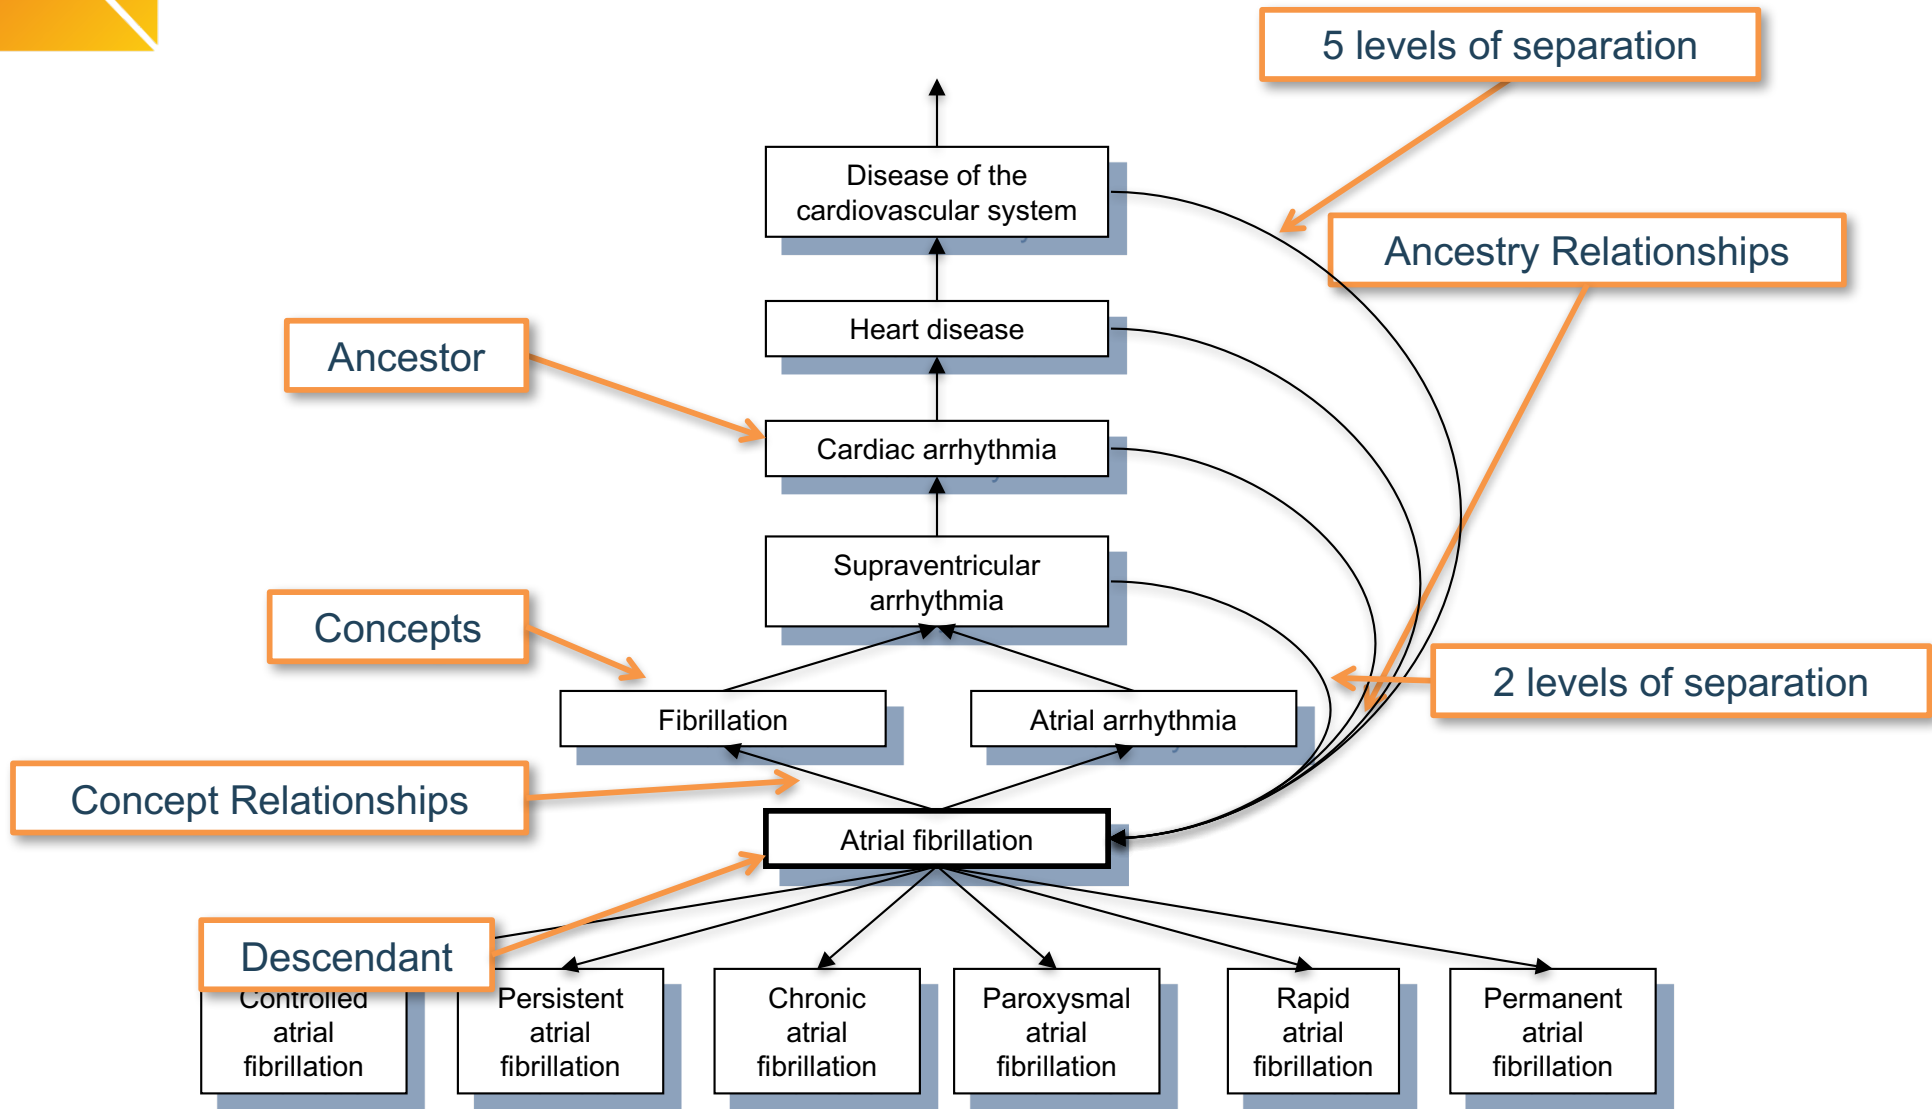 5 levels of separation
Disease of the
cardiovascular system
Ancestry Relationships
Heart disease
Ancestor
Cardiac arrhythmia
Supraventricular
arrhythmia
Concepts
2 levels of separation
Fibrillation
Atrial arrhythmia
Concept Relationships
Atrial fibrillation
Descendant
Controlled
atrial
fibrillation
Persistent
atrial
fibrillation
Chronic
atrial
fibrillation
Paroxysmal
atrial
fibrillation
Rapid
atrial
fibrillation
Permanent
atrial
fibrillation